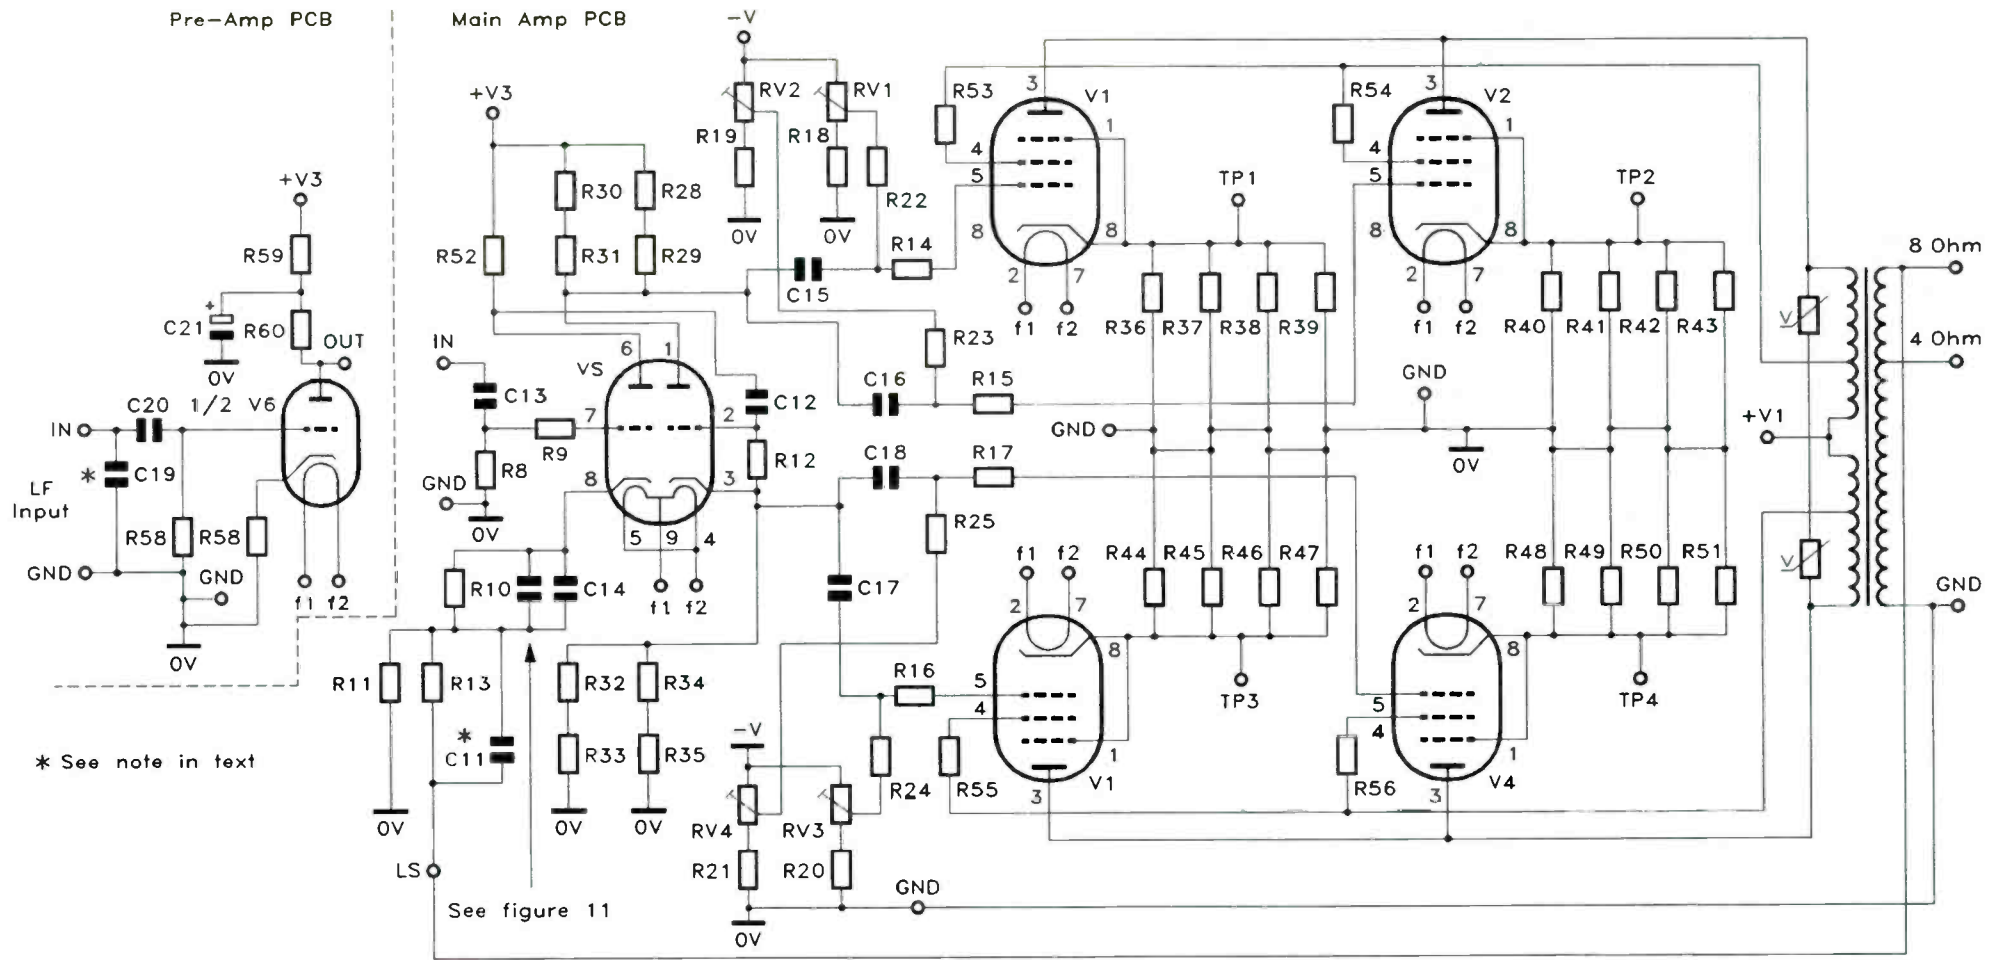 Pre-Amp PCB
Main Amp PCB
-V
+V3
RV2
RV1
R19
R18
R22
0V
0V
R30
R28
R52
R31
R29
R14
C15
R53
3
V1
1
4
5
8
8
2
7
f1
f2
R54
3
V2
1
4
5
8
8
2
7
f1
f2
TP1
TP2
R36
R37
R38
R39
R40
R41
R42
R43
8 Ohm
4 Ohm
V
+V3
R59
+
C21
R60
OUT
0V
C20
1/2 V6
IN
* C19
LF
Input
R58
R58
GND
GND
f1
f2
0V
IN
6
1
VS
C13
7
2
C12
R9
R8
R12
GND
0V
8
3
5
9
4
f1
f2
R23
C16
R15
GND
GND
0V
+V1
C18
R17
R25
R10
C14
C17
f1
f2
R44
R45
R46
R47
f1
f2
R48
R49
R50
R51
V
GND
2
7
8
2
7
8
R11
R13
R32
R34
R16
5
4
TP3
5
4
TP4
* See note in text
*
C11
R33
R35
-V
R24
R55
1
V1
3
R56
1
V4
3
0V
0V
0V
RV4
RV3
LS
R21
R20
GND
See figure 11
0V